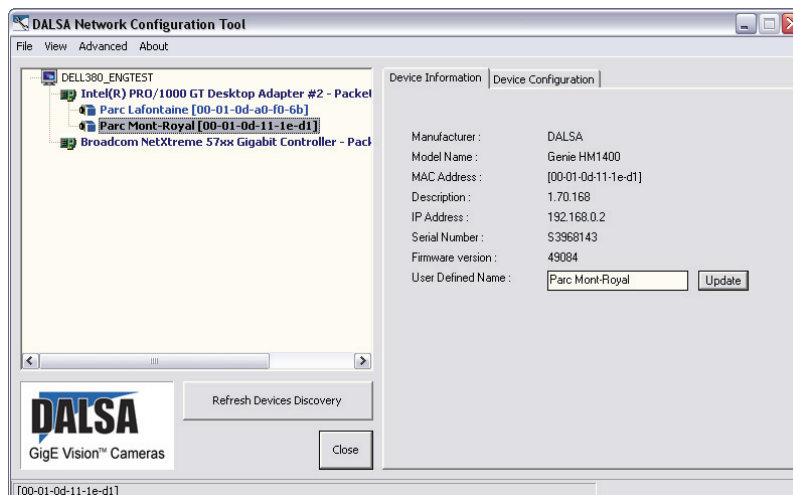 DALSA Network Configuration Tool
File View Advanced About
DELL380_ENGTEST
Intel(R) PRO/1000 GT Desktop Adapter #2 - Packet
Parc Lafontaine [00-01-0d-a0-f0-6b]
Parc Mont-Royal [00-01-0d-11-1e-d1]
Broadcom NetXtreme 57xx Gigabit Controller - Pack
Refresh Devices Discovery
DALSA
GigE Vision™ Cameras
Close
Device Information Device Configuration
Manufacturer : DALSA
Model Name : Genie HM1400
MAC Address : [00-01-0d-11-1e-d1]
Description : 1.70.168
IP Address : 192.168.0.2
Serial Number : S3968143
Firmware version : 49084
User Defined Name : Parc Mont-Royal Update
[00-01-0d-11-1e-d1]